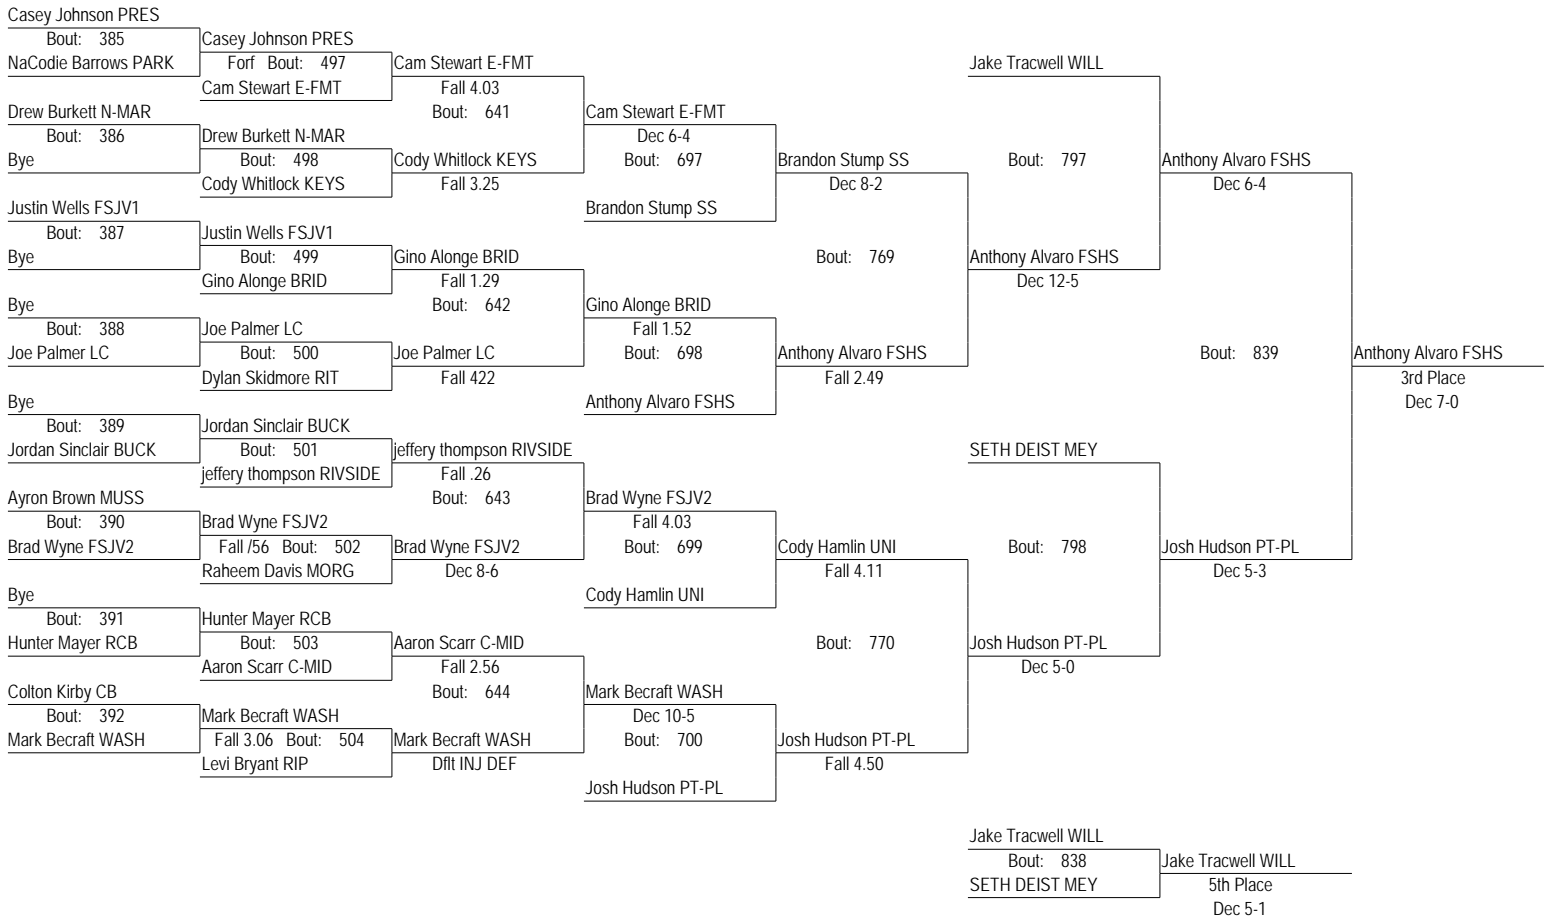 Casey Johnson PRES
Bout: 385
NaCodie Barrows PARK
Drew Burkett N-MAR
Bout: 386
Bye
Justin Wells FSJV1
Bout: 387
Bye
Bye
Bout: 388
Joe Palmer LC
Bye
Bout: 389
Jordan Sinclair BUCK
Ayron Brown MUSS
Bout: 390
Brad Wyne FSJV2
Bye
Bout: 391
Hunter Mayer RCB
Colton Kirby CB
Bout: 392
Mark Becraft WASH
Casey Johnson PRES
Forf Bout: 497
Cam Stewart E-FMT
Drew Burkett N-MAR
Bout: 498
Cody Whitlock KEYS
Justin Wells FSJV1
Bout: 499
Gino Alonge BRID
Joe Palmer LC
Bout: 500
Dylan Skidmore RIT
Jordan Sinclair BUCK
Bout: 501
jeffery thompson RIVSIDE
Brad Wyne FSJV2
Fall /56 Bout: 502
Raheem Davis MORG
Hunter Mayer RCB
Bout: 503
Aaron Scarr C-MID
Mark Becraft WASH
Fall 3.06 Bout: 504
Levi Bryant RIP
Cam Stewart E-FMT
Fall 4.03
Bout: 641
Cody Whitlock KEYS
Fall 3.25
Gino Alonge BRID
Fall 1.29
Bout: 642
Joe Palmer LC
Fall 422
jeffery thompson RIVSIDE
Fall .26
Bout: 643
Brad Wyne FSJV2
Dec 8-6
Aaron Scarr C-MID
Fall 2.56
Bout: 644
Mark Becraft WASH
Dflt INJ DEF
Cam Stewart E-FMT
Dec 6-4
Bout: 697
Brandon Stump SS
Gino Alonge BRID
Fall 1.52
Bout: 698
Anthony Alvaro FSHS
Brad Wyne FSJV2
Fall 4.03
Bout: 699
Cody Hamlin UNI
Mark Becraft WASH
Dec 10-5
Bout: 700
Josh Hudson PT-PL
Brandon Stump SS
Dec 8-2
Bout: 769
Anthony Alvaro FSHS
Fall 2.49
Cody Hamlin UNI
Fall 4.11
Bout: 770
Josh Hudson PT-PL
Fall 4.50
Jake Tracwell WILL
Bout: 797
Anthony Alvaro FSHS
Dec 12-5
SETH DEIST MEY
Bout: 798
Josh Hudson PT-PL
Dec 5-0
Anthony Alvaro FSHS
Dec 6-4
Bout: 839
Josh Hudson PT-PL
Dec 5-3
Anthony Alvaro FSHS
3rd Place
Dec 7-0
Jake Tracwell WILL
Bout: 838
SETH DEIST MEY
Jake Tracwell WILL
5th Place
Dec 5-1